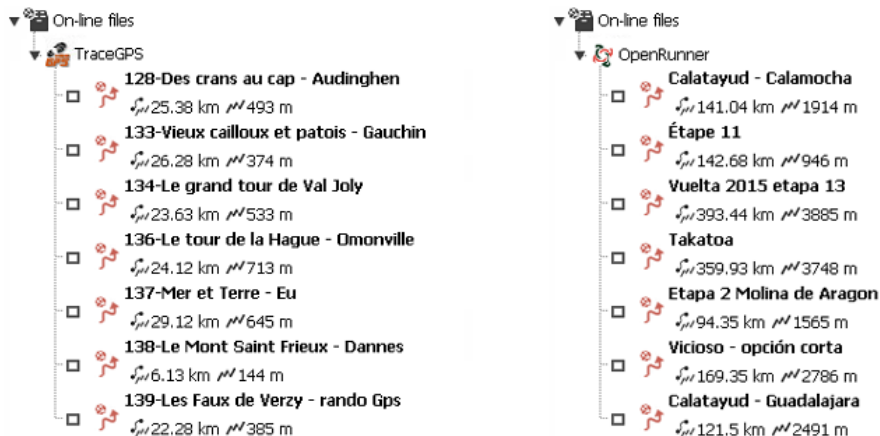 On-line files
TraceGPS
128-Des crans au cap - Audinghen
25.38 km 493 m
133-Vieux cailloux et patois - Gauchin
26.28 km 374 m
134-Le grand tour de Val Joly
23.63 km 533 m
136-Le tour de la Hague - Omonville
24.12 km 713 m
137-Mer et Terre - Eu
29.12 km 645 m
138-Le Mont Saint Frieux - Dannes
6.13 km 144 m
139-Les Faux de Verzy - rando Gps
22.28 km 385 m
On-line files
OpenRunner
Calatayud - Calamocha
141.04 km 1914 m
Étape 11
142.68 km 946 m
Vuelta 2015 etapa 13
393.44 km 3885 m
Takatoa
359.93 km 3748 m
Etapa 2 Molina de Aragon
94.35 km 1565 m
Vicioso - opción corta
169.35 km 2786 m
Calatayud - Guadalajara
121.5 km 2491 m